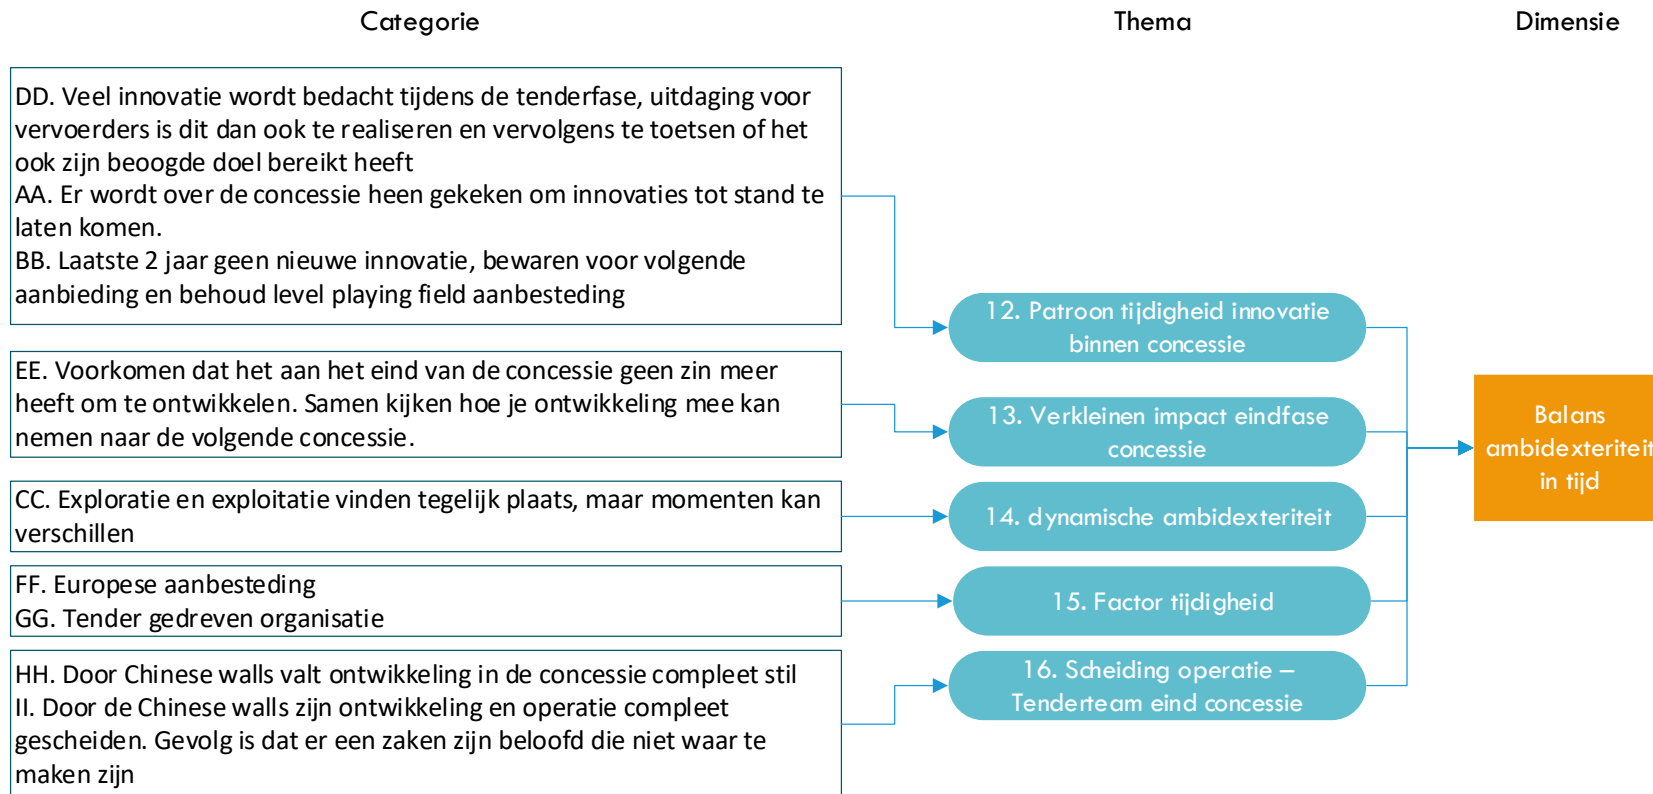 Categorie
Thema
Dimensie
DD. Veel innovatie wordt bedacht tijdens de tenderfase, uitdaging voor
vervoerders is dit dan ook te realiseren en vervolgens te toetsen of het
ook zijn beoogde doel bereikt heeft
AA. Er wordt over de concessie heen gekeken om innovaties tot stand te
laten komen.
BB. Laatste 2 jaar geen nieuwe innovatie, bewaren voor volgende
aanbieding en behoud level playing field aanbesteding
EE. Voorkomen dat het aan het eind van de concessie geen zin meer
heeft om te ontwikkelen. Samen kijken hoe je ontwikkeling mee kan
nemen naar de volgende concessie.
CC. Exploratie en exploitatie vinden tegelijk plaats, maar momenten kan
verschillen
FF. Europese aanbesteding
GG. Tender gedreven organisatie
HH. Door Chinese walls valt ontwikkeling in de concessie compleet stil
II. Door de Chinese walls zijn ontwikkeling en operatie compleet
gescheiden. Gevolg is dat er een zaken zijn beloofd die niet waar te
maken zijn
12. Patroon tijdigheid innovatie
binnen concessie
13. Verkleinen impact eindfase
concessie
14. dynamische ambidexteriteit
15. Factor tijdigheid
16. Scheiding operatie –
Tenderteam eind concessie
Balans
ambidexteriteit
in tijd